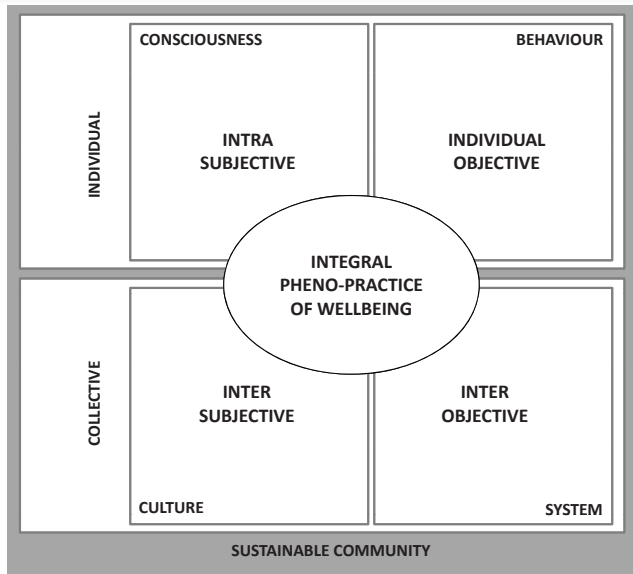 CONSCIOUSNESS
BEHAVIOUR
INDIVIDUAL
INTRA
SUBJECTIVE
INDIVIDUAL
OBJECTIVE
INTEGRAL
PHENO-PRACTICE
OF WELLBEING
COLLECTIVE
INTER
SUBJECTIVE
INTER
OBJECTIVE
CULTURE
SYSTEM
SUSTAINABLE COMMUNITY